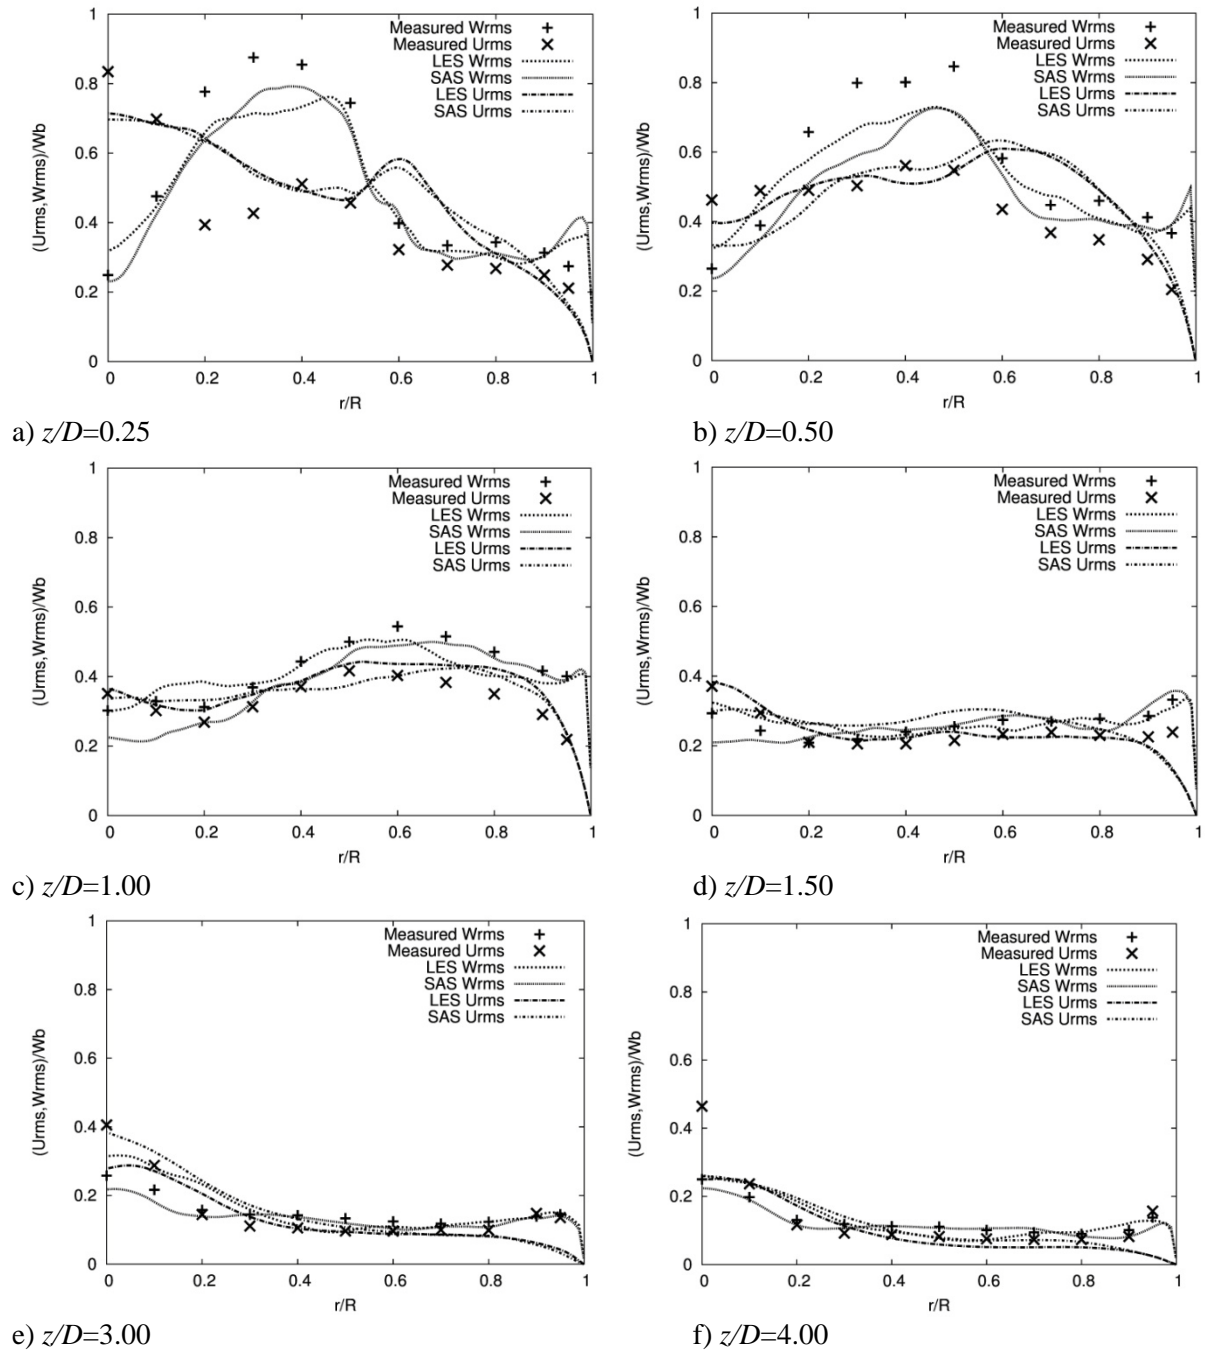 1
0.8
0.6
0.4
0.2
0
(Urms,Wrms)/Wb
Measured Wrms
Measured Urms
LES Wrms
SAS Wrms
LES Urms
SAS Urms
0 0.2 0.4 0.6 0.8 1
r/R
a) z/D=0.25
1
0.8
0.6
0.4
0.2
0
(Urms,Wrms)/Wb
Measured Wrms
Measured Urms
LES Wrms
SAS Wrms
LES Urms
SAS Urms
0 0.2 0.4 0.6 0.8 1
r/R
b) z/D=0.50
1
0.8
0.6
0.4
0.2
0
(Urms,Wrms)/Wb
Measured Wrms
Measured Urms
LES Wrms
SAS Wrms
LES Urms
SAS Urms
0 0.2 0.4 0.6 0.8 1
r/R
c) z/D=1.00
1
0.8
0.6
0.4
0.2
0
(Urms,Wrms)/Wb
Measured Wrms
Measured Urms
LES Wrms
SAS Wrms
LES Urms
SAS Urms
0 0.2 0.4 0.6 0.8 1
r/R
d) z/D=1.50
1
0.8
0.6
0.4
0.2
0
(Urms,Wrms)/Wb
Measured Wrms
Measured Urms
LES Wrms
SAS Wrms
LES Urms
SAS Urms
0 0.2 0.4 0.6 0.8 1
r/R
e) z/D=3.00
1
0.8
0.6
0.4
0.2
0
(Urms,Wrms)/Wb
Measured Wrms
Measured Urms
LES Wrms
SAS Wrms
LES Urms
SAS Urms
0 0.2 0.4 0.6 0.8 1
r/R
f) z/D=4.00